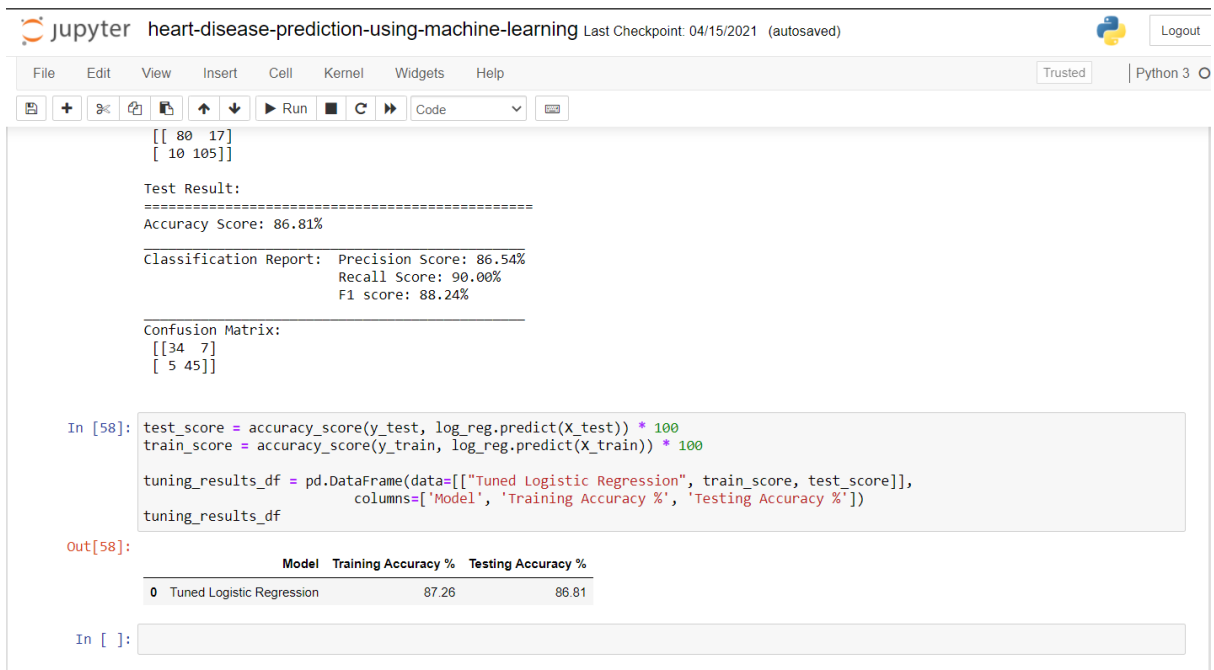 jupyter heart-disease-prediction-using-machine-learning Last Checkpoint: 04/15/2021 (autosaved) Logout
File Edit View Insert Cell Kernel Widgets Help Trusted Python 3
Run Code
[[ 80 17]
[ 10 105]]
Test Result:
================================================
Accuracy Score: 86.81%
_______________________________________________
Classification Report: Precision Score: 86.54%
Recall Score: 90.00%
F1 score: 88.24%
_______________________________________________
Confusion Matrix:
[[34 7]
[ 5 45]]
In [58]: test_score = accuracy_score(y_test, log_reg.predict(X_test)) * 100
train_score = accuracy_score(y_train, log_reg.predict(X_train)) * 100
tuning_results_df = pd.DataFrame(data=[["Tuned Logistic Regression", train_score, test_score]],
columns=['Model', 'Training Accuracy %', 'Testing Accuracy %'])
tuning_results_df
Out[58]:
Model Training Accuracy % Testing Accuracy %
0 Tuned Logistic Regression 87.26 86.81
In [ ]: